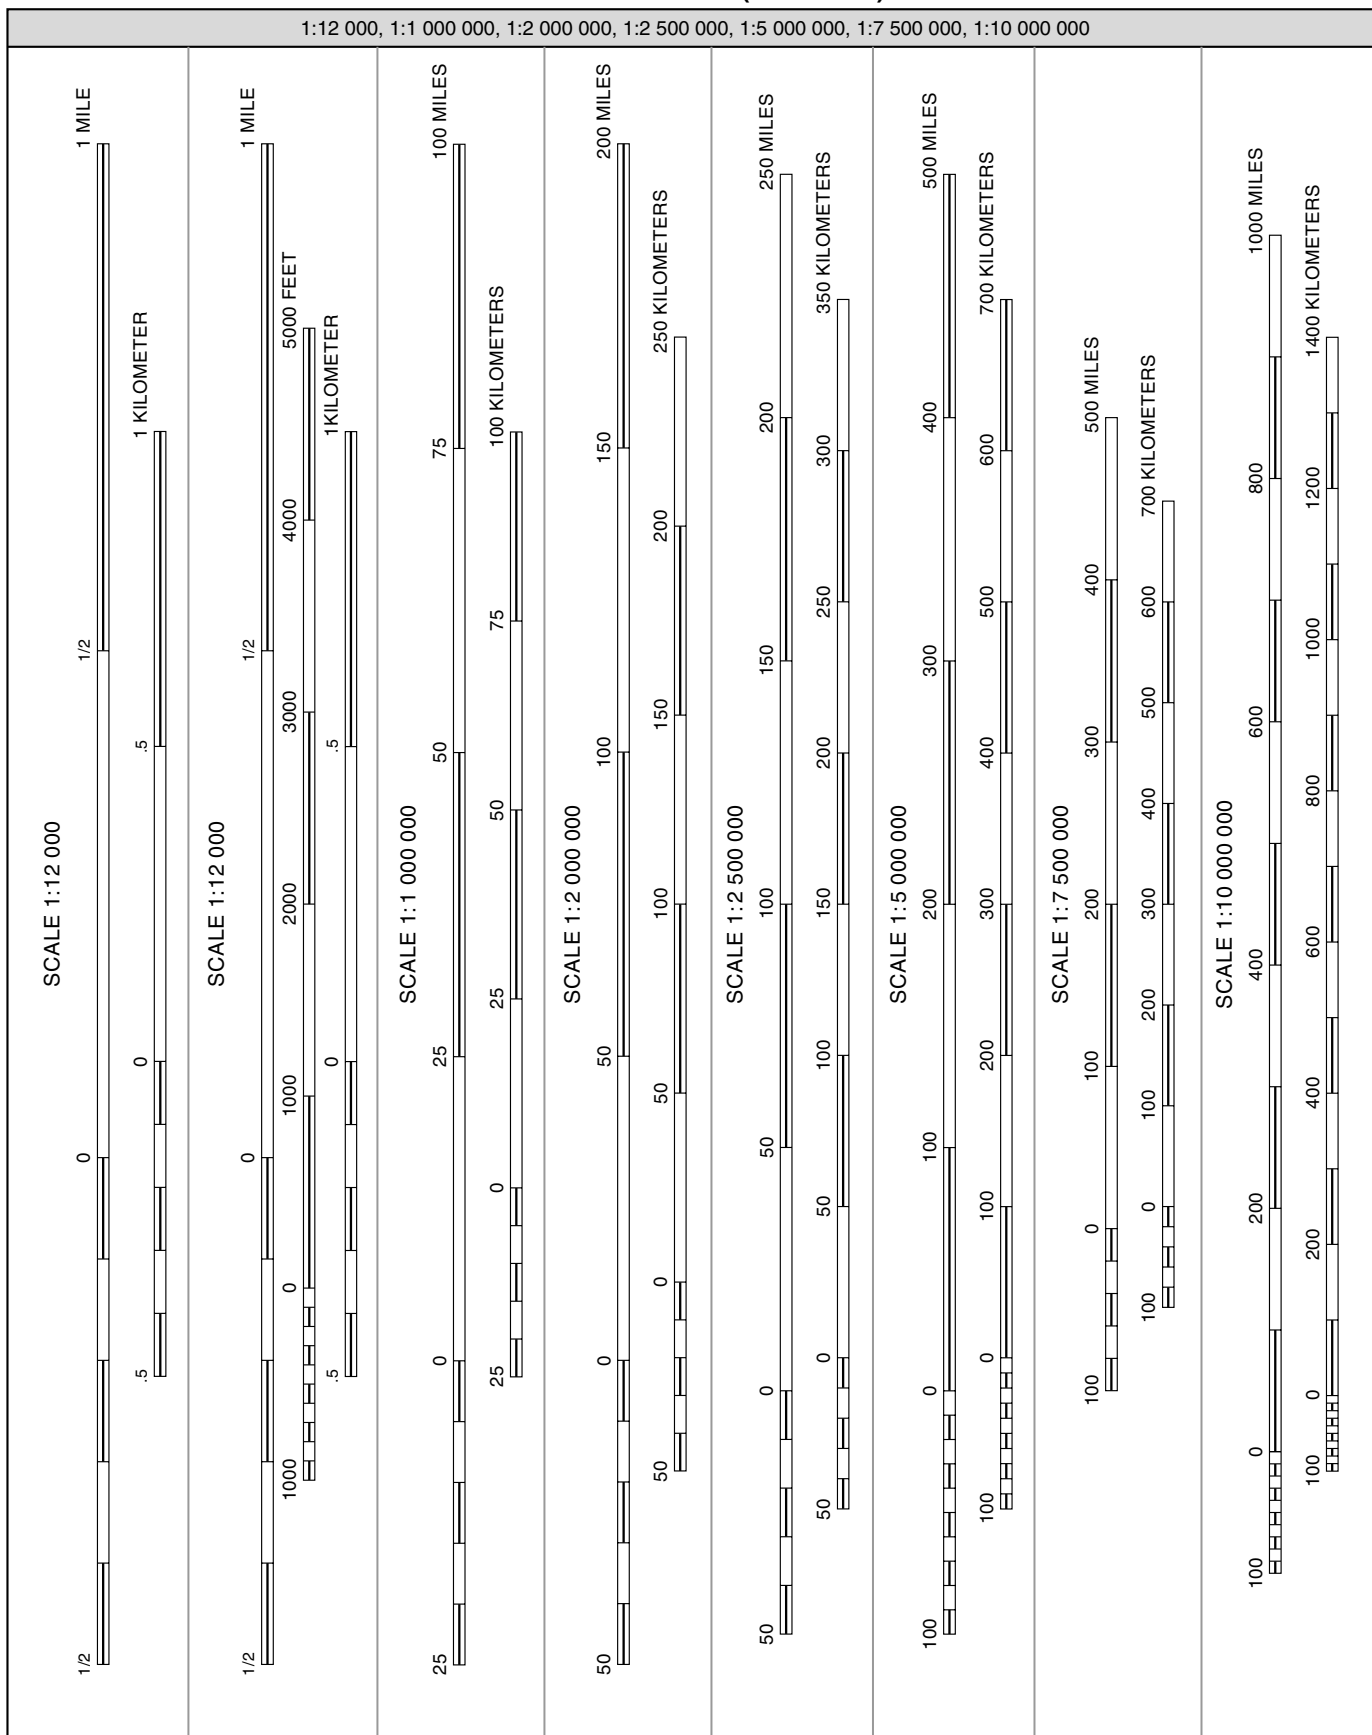 1:12 000, 1:1 000 000, 1:2 000 000, 1:2 500 000, 1:5 000 000, 1:7 500 000, 1:10 000 000
SCALE 1:12 000
1/2 0 1/2 1 MILE
.5 0 .5 1 KILOMETER
SCALE 1:12 000
1/2 0 1/2 1 MILE
1000 0 1000 2000 3000 4000 5000 FEET
.5 0 .5 1KILOMETER
SCALE 1:1 000 000
25 0 25 50 75 100 MILES
25 0 25 50 75 100 KILOMETERS
SCALE 1:2 000 000
50 0 50 100 150 200 MILES
50 0 50 100 150 200 250 KILOMETERS
SCALE 1:2 500 000
50 0 50 100 150 200 250 MILES
50 0 50 100 150 200 250 300 350 KILOMETERS
SCALE 1:5 000 000
100 0 100 200 300 400 500 MILES
100 0 100 200 300 400 500 600 700 KILOMETERS
SCALE 1:7 500 000
100 0 100 200 300 400 500 MILES
100 0 100 200 300 400 500 600 700 KILOMETERS
SCALE 1:10 000 000
100 0 200 400 600 800 1000 MILES
100 0 200 400 600 800 1000 1200 1400 KILOMETERS